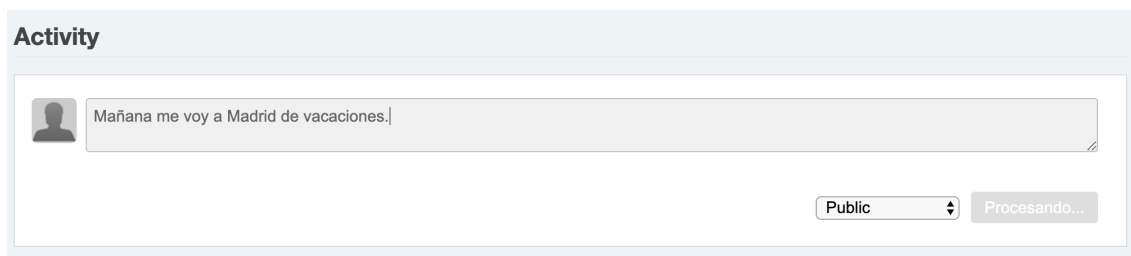 Activity
Mañana me voy a Madrid de vacaciones.
Public
Procesando...